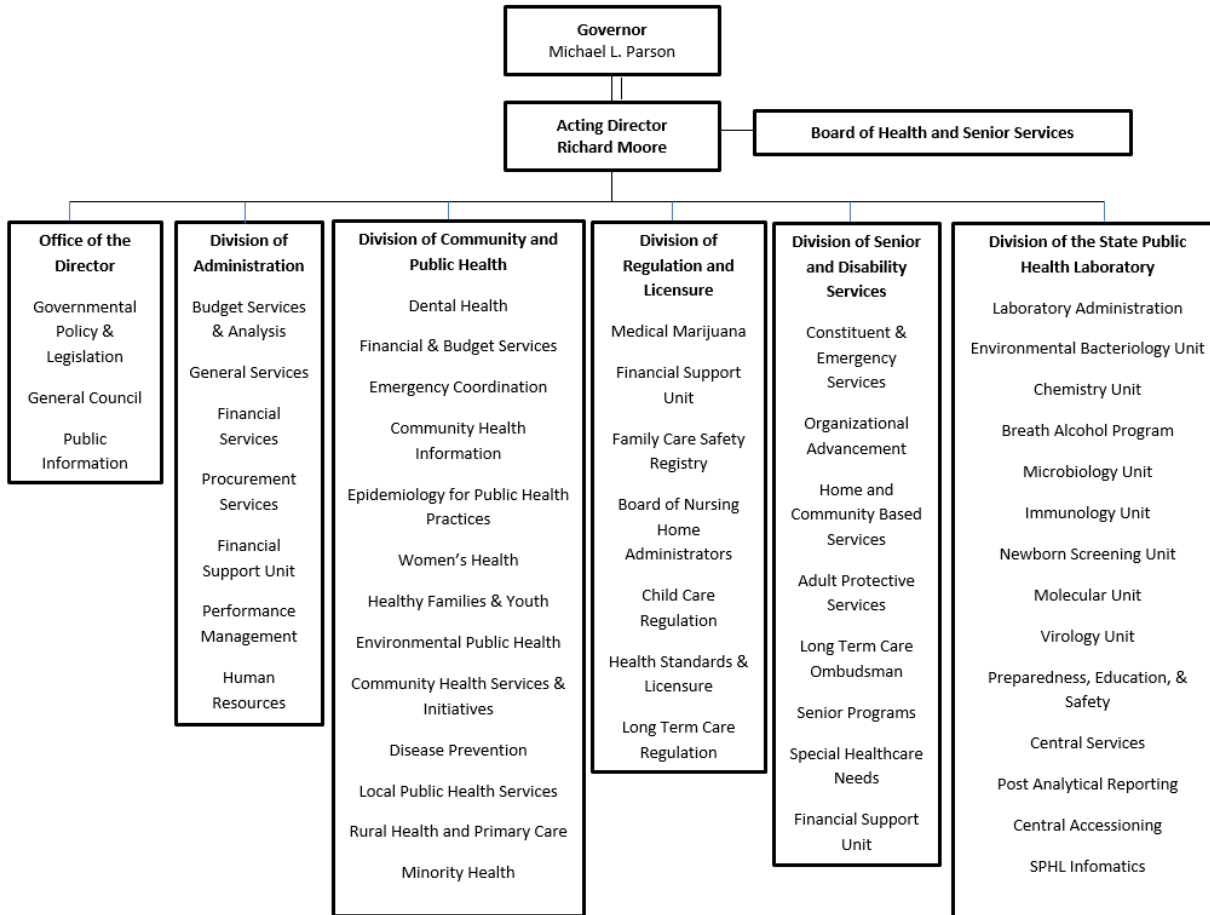 Governor
Michael L. Parson
Acting Director
Richard Moore
Board of Health and Senior Services
Office of the
Director
Governmental
Policy &
Legislation
General Council
Public
Information
Division of
Administration
Budget Services
& Analysis
General Services
Financial
Services
Procurement
Services
Financial
Support Unit
Performance
Management
Human
Resources
Division of Community and
Public Health
Dental Health
Financial & Budget Services
Emergency Coordination
Community Health
Information
Epidemiology for Public Health
Practices
Women’s Health
Healthy Families & Youth
Environmental Public Health
Community Health Services &
Initiatives
Disease Prevention
Local Public Health Services
Rural Health and Primary Care
Minority Health
Division of
Regulation and
Licensure
Medical Marijuana
Financial Support
Unit
Family Care Safety
Registry
Board of Nursing
Home
Administrators
Child Care
Regulation
Health Standards &
Licensure
Long Term Care
Regulation
Division of Senior
and Disability
Services
Constituent &
Emergency
Services
Organizational
Advancement
Home and
Community Based
Services
Adult Protective
Services
Long Term Care
Ombudsman
Senior Programs
Special Healthcare
Needs
Financial Support
Unit
Division of the State Public
Health Laboratory
Laboratory Administration
Environmental Bacteriology Unit
Chemistry Unit
Breath Alcohol Program
Microbiology Unit
Immunology Unit
Newborn Screening Unit
Molecular Unit
Virology Unit
Preparedness, Education, &
Safety
Central Services
Post Analytical Reporting
Central Accessioning
SPHL Infomatics